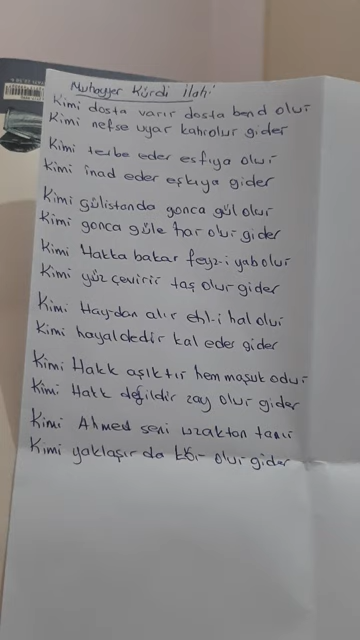 Muhayyer Kürdi İlahi
Kimi dosta varır dosta bend olur
Kimi nefse uyar kahrolur gider
Kimi tevbe eder esfiya olur
Kimi inad eder eşkıya gider
Kimi gülistanda gonca gül olur
Kimi gonca güle har olur gider
Kimi Hakka bakar feyz-i yab olur
Kimi yüz çevirir taş olur gider
Kimi Hay-dan alır ehl-i hal olur
Kimi hayaldedir kal eder gider
Kimi Hakk aşıktır hem maşuk odur
Kimi Hakk değildir zay olur gider
Kimi Ahmed seni uzaktan tanır
Kimi yaklaşır da kör olur gider